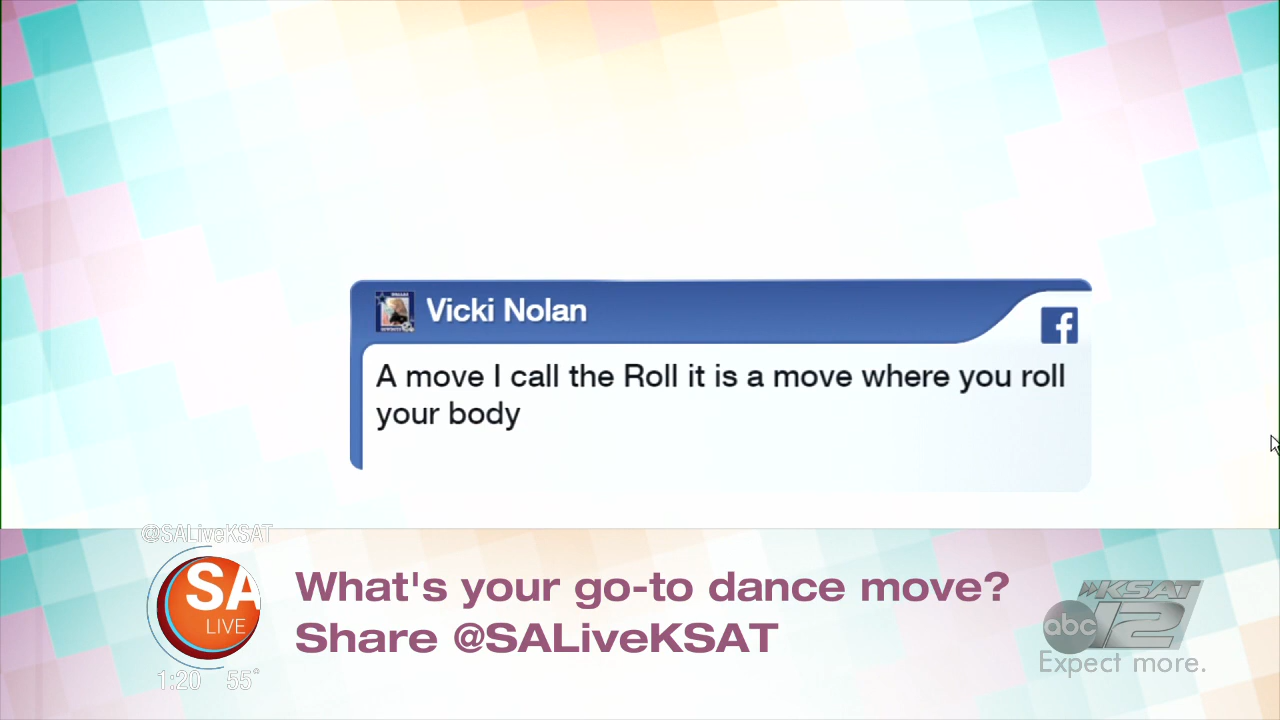 Vicki Nolan
A move I call the Roll it is a move where you roll
your body
@SALiveKSAT
SA
LIVE
1:20 55°
What's your go-to dance move?
Share @SALiveKSAT
KSAT
abc 12
Expect more.